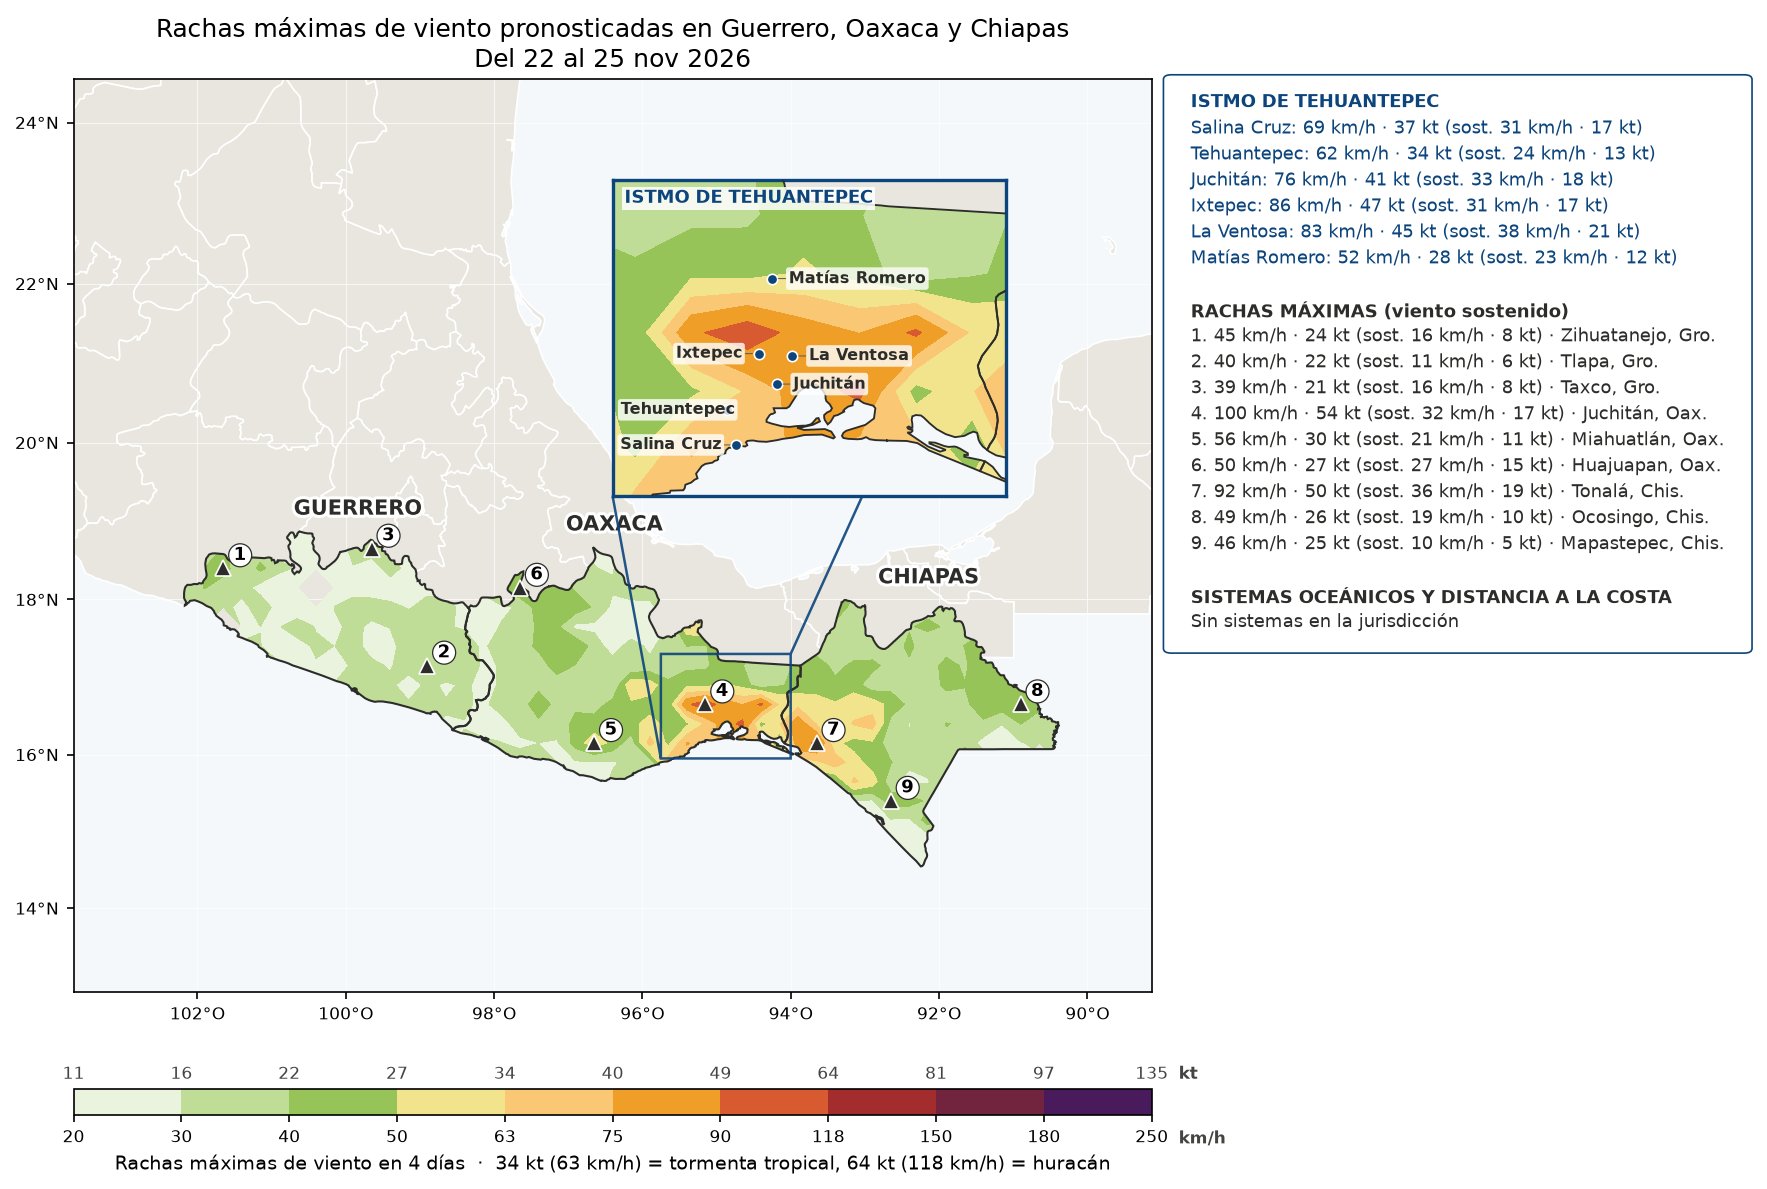 Rachas máximas de viento pronosticadas en Guerrero, Oaxaca y Chiapas
Del 22 al 25 nov 2026
24°N
22°N
20°N
18°N
16°N
14°N
102°O
100°O
98°O
96°O
94°O
92°O
90°O
ISTMO DE TEHUANTEPEC
Matías Romero
Ixtepec
La Ventosa
Juchitán
Tehuantepec
Salina Cruz
GUERRERO
OAXACA
CHIAPAS
1
2
3
4
5
6
7
8
9
ISTMO DE TEHUANTEPEC
Salina Cruz: 69 km/h · 37 kt (sost. 31 km/h · 17 kt)
Tehuantepec: 62 km/h · 34 kt (sost. 24 km/h · 13 kt)
Juchitán: 76 km/h · 41 kt (sost. 33 km/h · 18 kt)
Ixtepec: 86 km/h · 47 kt (sost. 31 km/h · 17 kt)
La Ventosa: 83 km/h · 45 kt (sost. 38 km/h · 21 kt)
Matías Romero: 52 km/h · 28 kt (sost. 23 km/h · 12 kt)
RACHAS MÁXIMAS (viento sostenido)
1. 45 km/h · 24 kt (sost. 16 km/h · 8 kt) · Zihuatanejo, Gro.
2. 40 km/h · 22 kt (sost. 11 km/h · 6 kt) · Tlapa, Gro.
3. 39 km/h · 21 kt (sost. 16 km/h · 8 kt) · Taxco, Gro.
4. 100 km/h · 54 kt (sost. 32 km/h · 17 kt) · Juchitán, Oax.
5. 56 km/h · 30 kt (sost. 21 km/h · 11 kt) · Miahuatlán, Oax.
6. 50 km/h · 27 kt (sost. 27 km/h · 15 kt) · Huajuapan, Oax.
7. 92 km/h · 50 kt (sost. 36 km/h · 19 kt) · Tonalá, Chis.
8. 49 km/h · 26 kt (sost. 19 km/h · 10 kt) · Ocosingo, Chis.
9. 46 km/h · 25 kt (sost. 10 km/h · 5 kt) · Mapastepec, Chis.
SISTEMAS OCEÁNICOS Y DISTANCIA A LA COSTA
Sin sistemas en la jurisdicción
11 16 22 27 34 40 49 64 81 97 135 kt
20 30 40 50 63 75 90 118 150 180 250 km/h
Rachas máximas de viento en 4 días · 34 kt (63 km/h) = tormenta tropical, 64 kt (118 km/h) = huracán